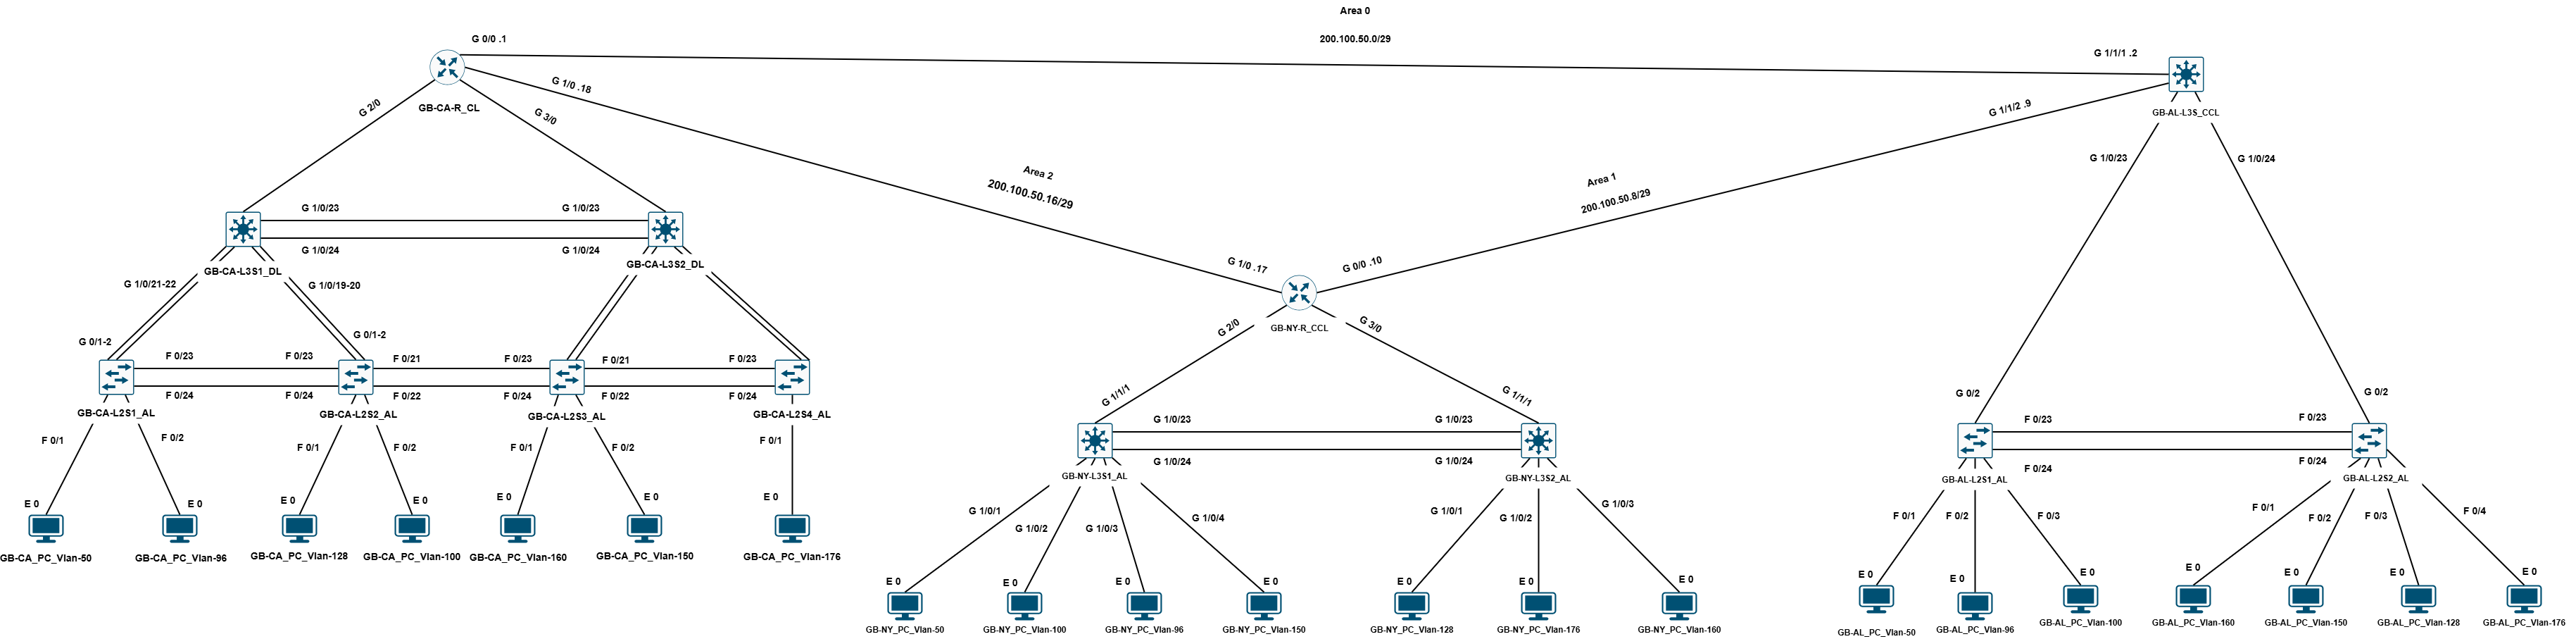 Area 0
G 0/0 .1
200.100.50.0/29
G 1/1/1 .2
G 1/0 .18
GB-CA-R_CL
G 2/0
G 3/0
G 1/1/2 .9
GB-AL-L3S_CCL
G 1/0/23
G 1/0/24
Area 2
200.100.50.16/29
Area 1
200.100.50.8/29
G 1/0/23
G 1/0/23
G 1/0/24
G 1/0/24
GB-CA-L3S1_DL
GB-CA-L3S2_DL
G 1/0/21-22
G 1/0/19-20
G 1/0 .17
G 0/0 .10
GB-NY-R_CCL
G 2/0
G 3/0
G 0/1-2
G 0/1-2
F 0/23
F 0/23
F 0/21
F 0/23
F 0/21
F 0/23
F 0/24
F 0/24
F 0/22
F 0/24
F 0/22
F 0/24
GB-CA-L2S1_AL
GB-CA-L2S2_AL
GB-CA-L2S3_AL
GB-CA-L2S4_AL
G 1/1/1
G 1/1/1
G 0/2
G 0/2
F 0/1
F 0/2
F 0/1
F 0/2
F 0/1
F 0/2
F 0/1
G 1/0/23
G 1/0/23
G 1/0/24
G 1/0/24
F 0/23
F 0/23
F 0/24
F 0/24
GB-NY-L3S1_AL
GB-NY-L3S2_AL
GB-AL-L2S1_AL
GB-AL-L2S2_AL
E 0
E 0
E 0
E 0
E 0
E 0
E 0
GB-CA_PC_Vlan-50
GB-CA_PC_Vlan-96
GB-CA_PC_Vlan-128
GB-CA_PC_Vlan-100
GB-CA_PC_Vlan-160
GB-CA_PC_Vlan-150
GB-CA_PC_Vlan-176
G 1/0/1
G 1/0/2
G 1/0/3
G 1/0/4
G 1/0/1
G 1/0/2
G 1/0/3
F 0/1
F 0/2
F 0/3
F 0/1
F 0/2
F 0/3
F 0/4
E 0
E 0
E 0
E 0
E 0
E 0
E 0
E 0
E 0
E 0
E 0
E 0
E 0
E 0
GB-NY_PC_Vlan-50
GB-NY_PC_Vlan-100
GB-NY_PC_Vlan-96
GB-NY_PC_Vlan-150
GB-NY_PC_Vlan-128
GB-NY_PC_Vlan-176
GB-NY_PC_Vlan-160
GB-AL_PC_Vlan-50
GB-AL_PC_Vlan-96
GB-AL_PC_Vlan-100
GB-AL_PC_Vlan-160
GB-AL_PC_Vlan-150
GB-AL_PC_Vlan-128
GB-AL_PC_Vlan-176